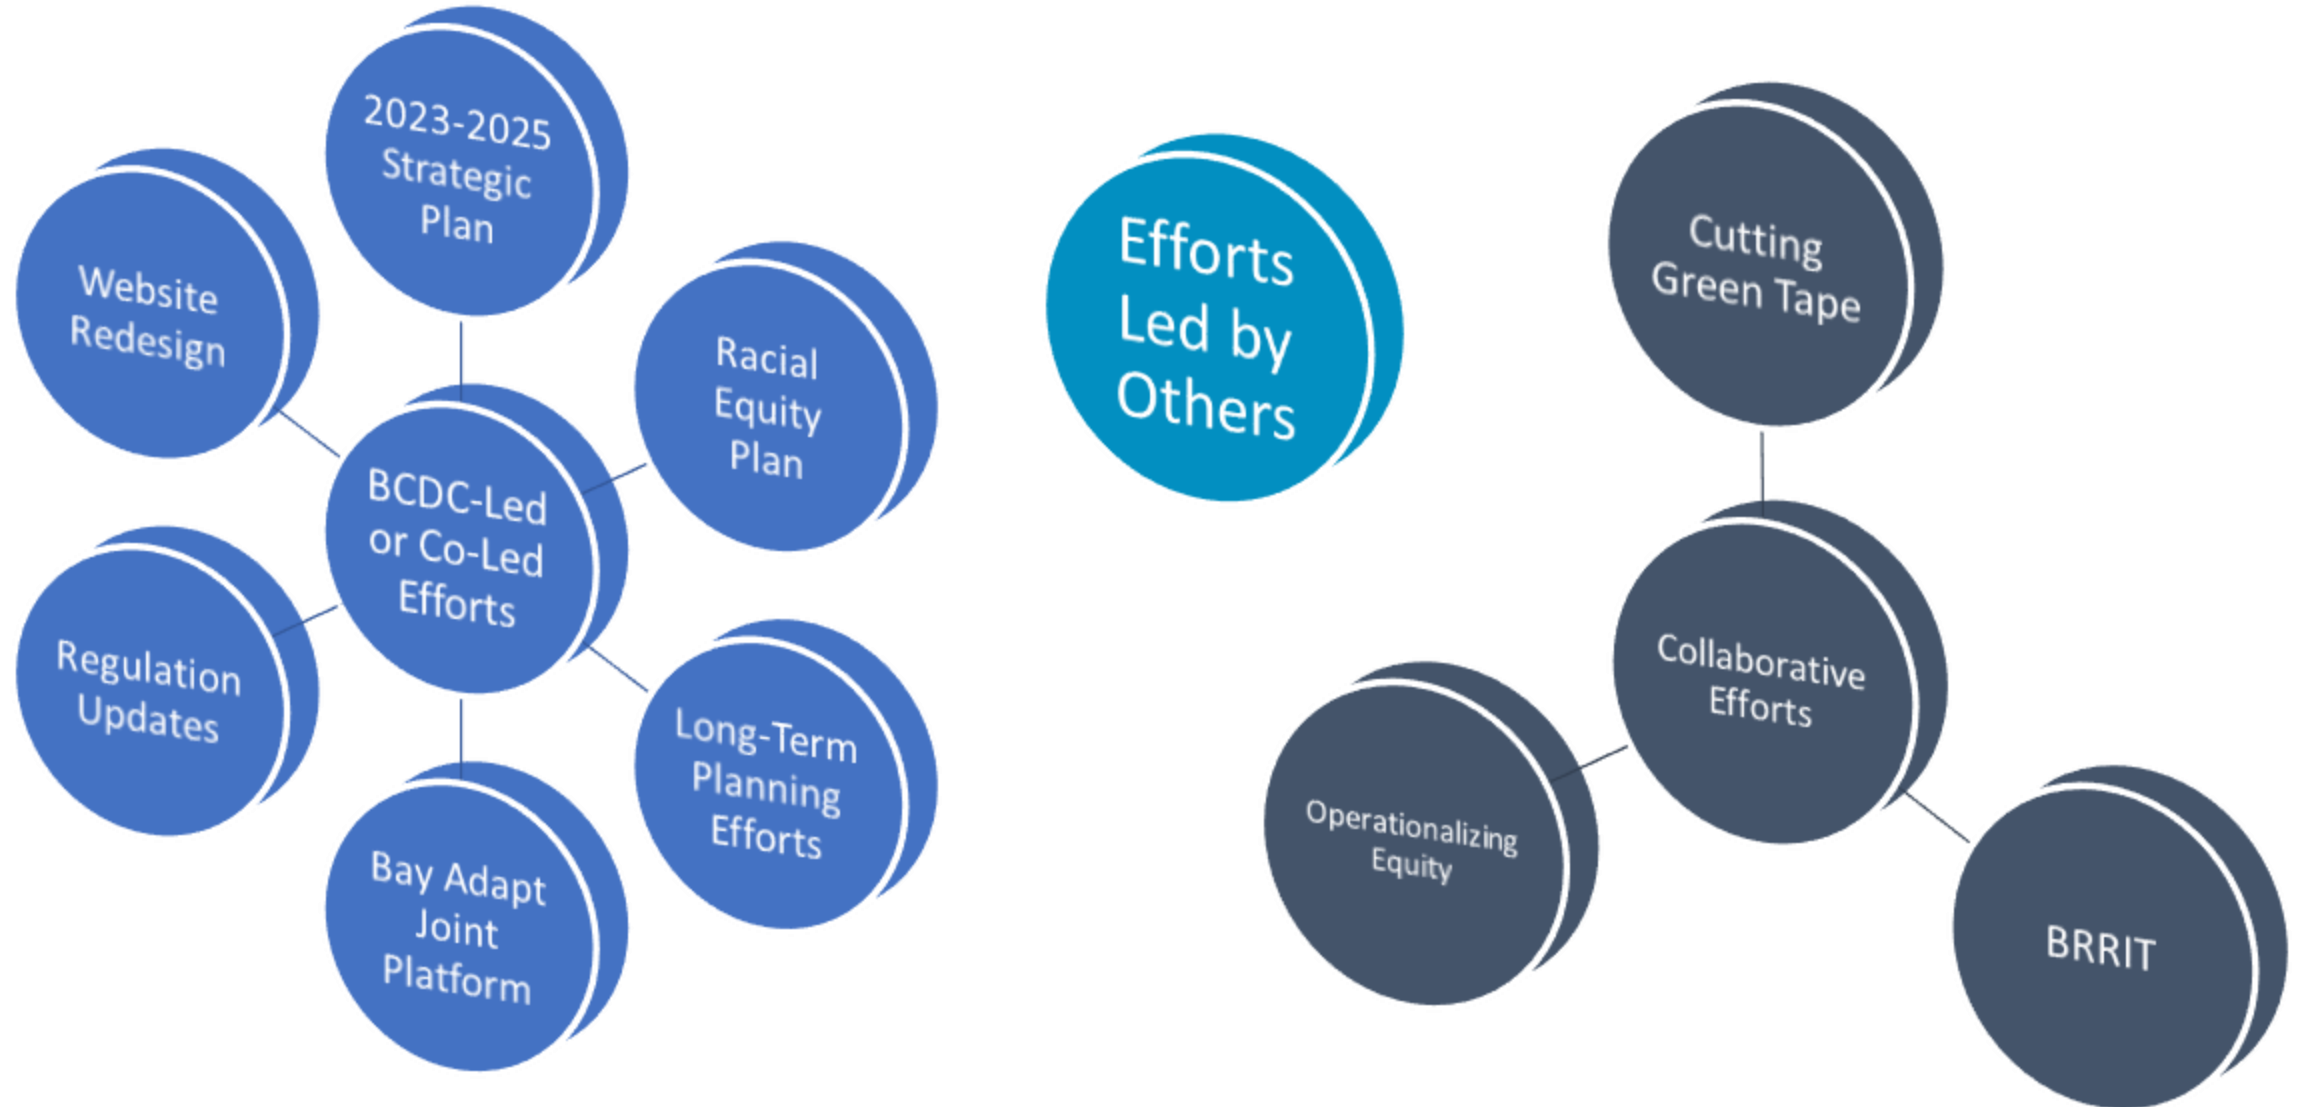 2023-2025
Strategic
Plan
Website
Redesign
Racial
Equity
Plan
BCDC-Led
or Co-Led
Efforts
Regulation
Updates
Long-Term
Planning
Efforts
Bay Adapt
Joint
Platform
Efforts
Led by
Others
Cutting
Green Tape
Collaborative
Efforts
Operationalizing
Equity
BRRIT